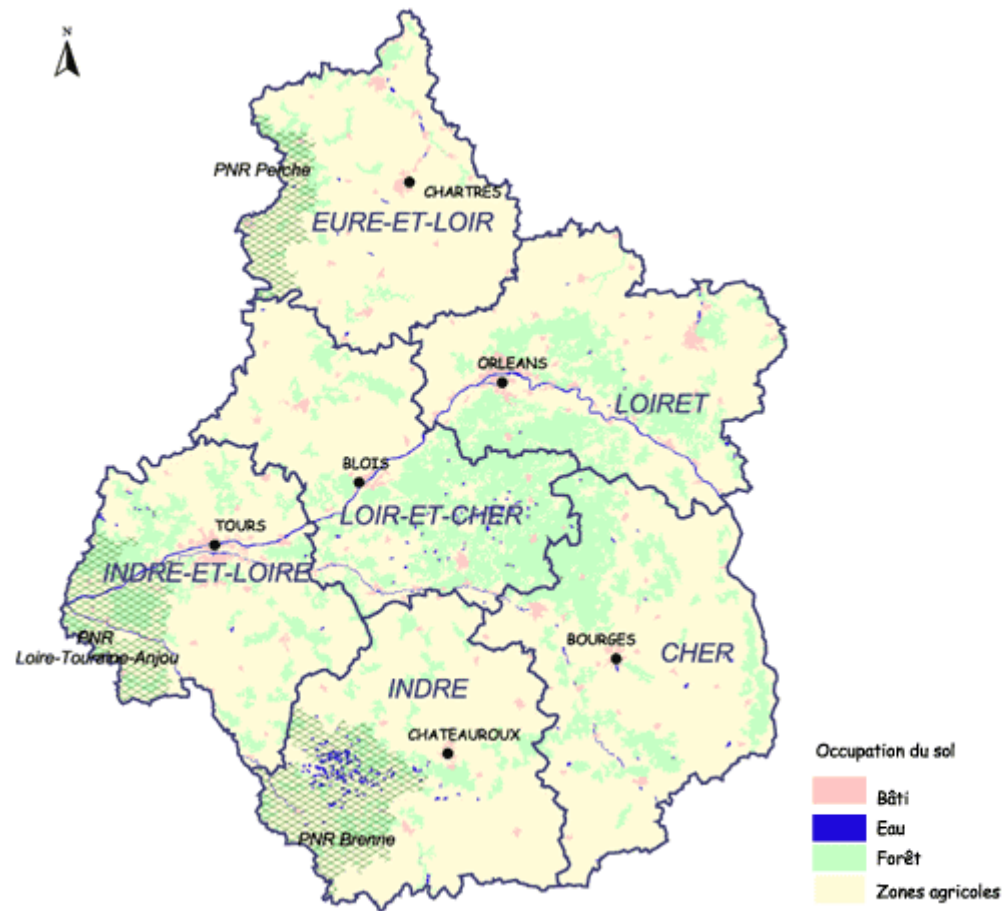 N
PNR Perche
CHARTRES
EURE-ET-LOIR
ORLEANS
LOIRET
BLOIS
LOIR-ET-CHER
TOURS
INDRE-ET-LOIRE
PNR
Loire-Touraine-Anjou
BOURGES
CHER
INDRE
CHATEAUROUX
PNR Brenne
Occupation du sol
Bâti
Eau
Forêt
Zones agricoles